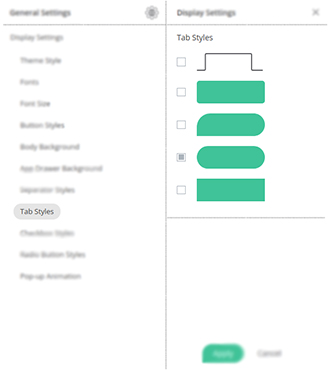 General Settings
Display Settings
Theme Style
Fonts
Font Size
Button Styles
Body Background
App Drawer Background
Separator Styles
Tab Styles
Checkbox Styles
Radio Button Styles
Pop-up Animation
Display Settings
Tab Styles
Apply
Cancel